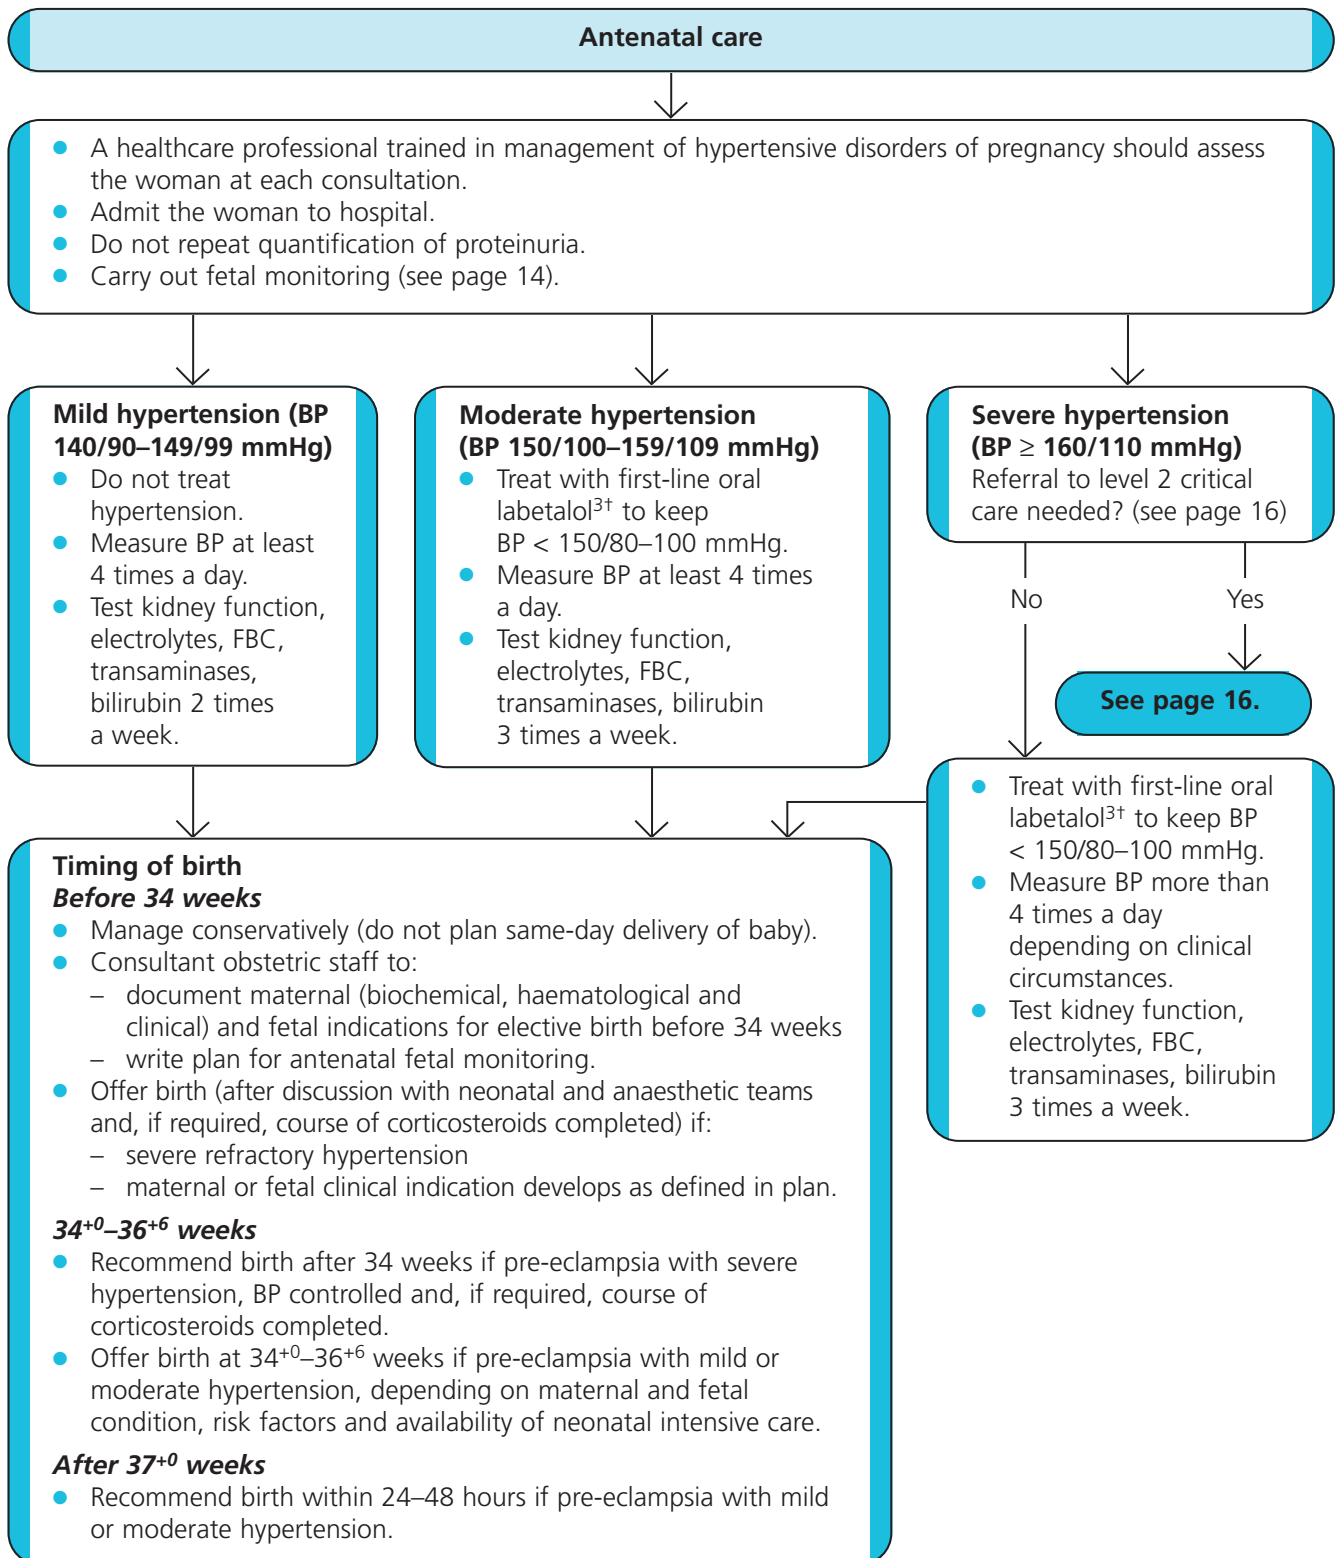 Antenatal care
● A healthcare professional trained in management of hypertensive disorders of pregnancy should assess
the woman at each consultation.
● Admit the woman to hospital.
● Do not repeat quantification of proteinuria.
● Carry out fetal monitoring (see page 14).
Mild hypertension (BP
140/90–149/99 mmHg)
● Do not treat
hypertension.
● Measure BP at least
4 times a day.
● Test kidney function,
electrolytes, FBC,
transaminases,
bilirubin 2 times
a week.
Moderate hypertension
(BP 150/100–159/109 mmHg)
● Treat with first-line oral
labetalol³† to keep
BP < 150/80–100 mmHg.
● Measure BP at least 4 times
a day.
● Test kidney function,
electrolytes, FBC,
transaminases, bilirubin
3 times a week.
Severe hypertension
(BP ≥ 160/110 mmHg)
Referral to level 2 critical
care needed? (see page 16)
No
Yes
See page 16.
● Treat with first-line oral
labetalol³† to keep BP
< 150/80–100 mmHg.
● Measure BP more than
4 times a day
depending on clinical
circumstances.
● Test kidney function,
electrolytes, FBC,
transaminases, bilirubin
3 times a week.
Timing of birth
Before 34 weeks
● Manage conservatively (do not plan same-day delivery of baby).
● Consultant obstetric staff to:
– document maternal (biochemical, haematological and
clinical) and fetal indications for elective birth before 34 weeks
– write plan for antenatal fetal monitoring.
● Offer birth (after discussion with neonatal and anaesthetic teams
and, if required, course of corticosteroids completed) if:
– severe refractory hypertension
– maternal or fetal clinical indication develops as defined in plan.
34⁺⁰–36⁺⁶ weeks
● Recommend birth after 34 weeks if pre-eclampsia with severe
hypertension, BP controlled and, if required, course of
corticosteroids completed.
● Offer birth at 34⁺⁰–36⁺⁶ weeks if pre-eclampsia with mild or
moderate hypertension, depending on maternal and fetal
condition, risk factors and availability of neonatal intensive care.
After 37⁺⁰ weeks
● Recommend birth within 24–48 hours if pre-eclampsia with mild
or moderate hypertension.